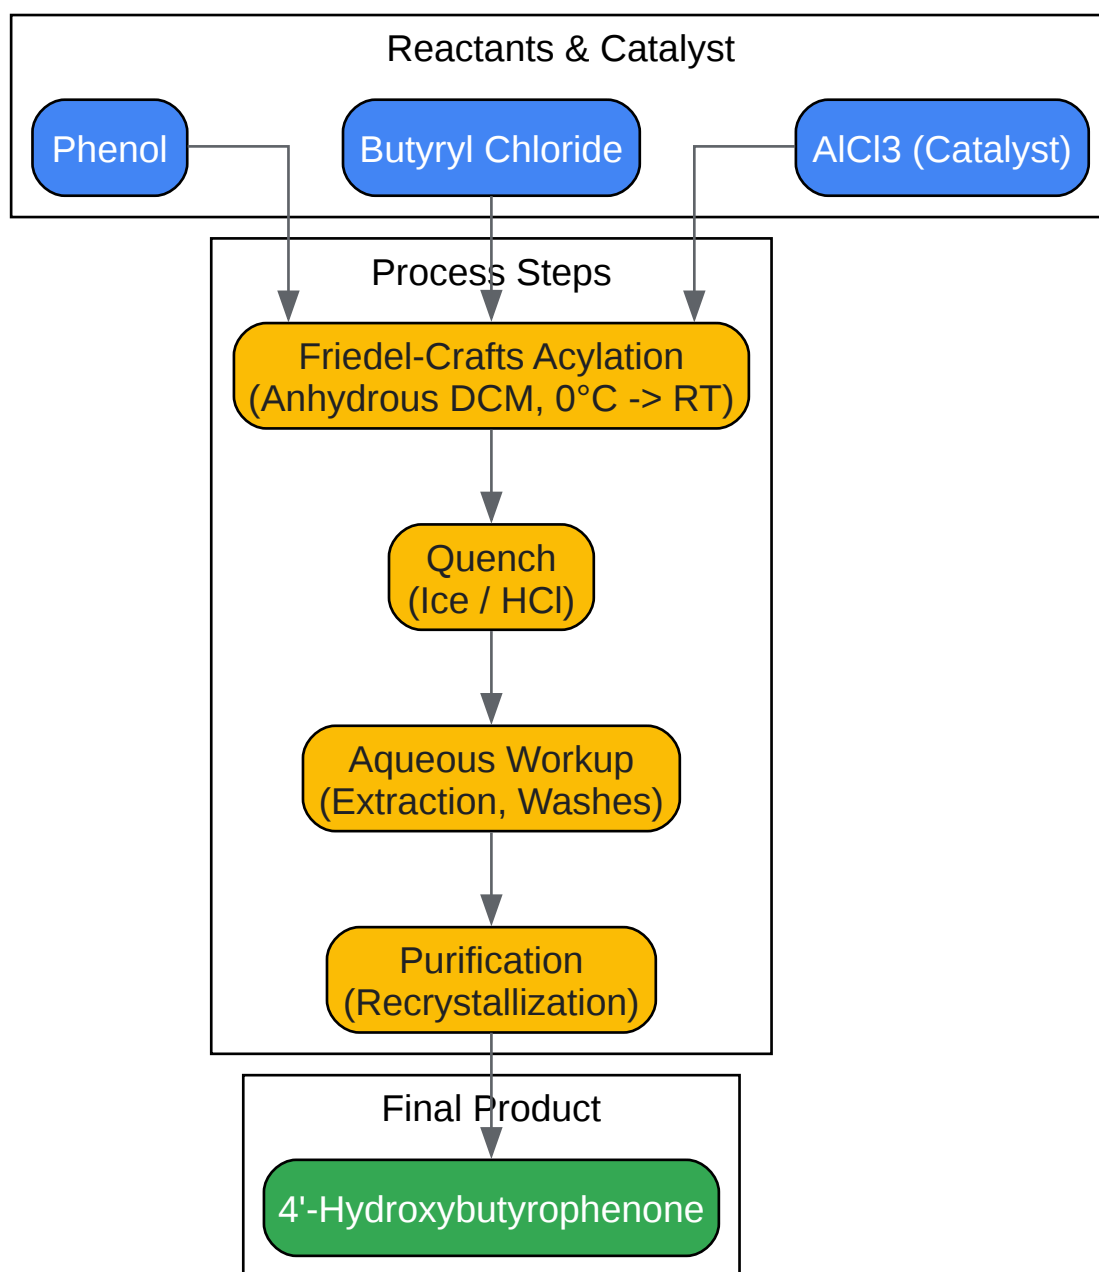 Reactants & Catalyst
Phenol
Butyryl Chloride
AlCl3 (Catalyst)
Process Steps
Friedel-Crafts Acylation
(Anhydrous DCM, 0°C -> RT)
Quench
(Ice / HCl)
Aqueous Workup
(Extraction, Washes)
Purification
(Recrystallization)
Final Product
4'-Hydroxybutyrophenone